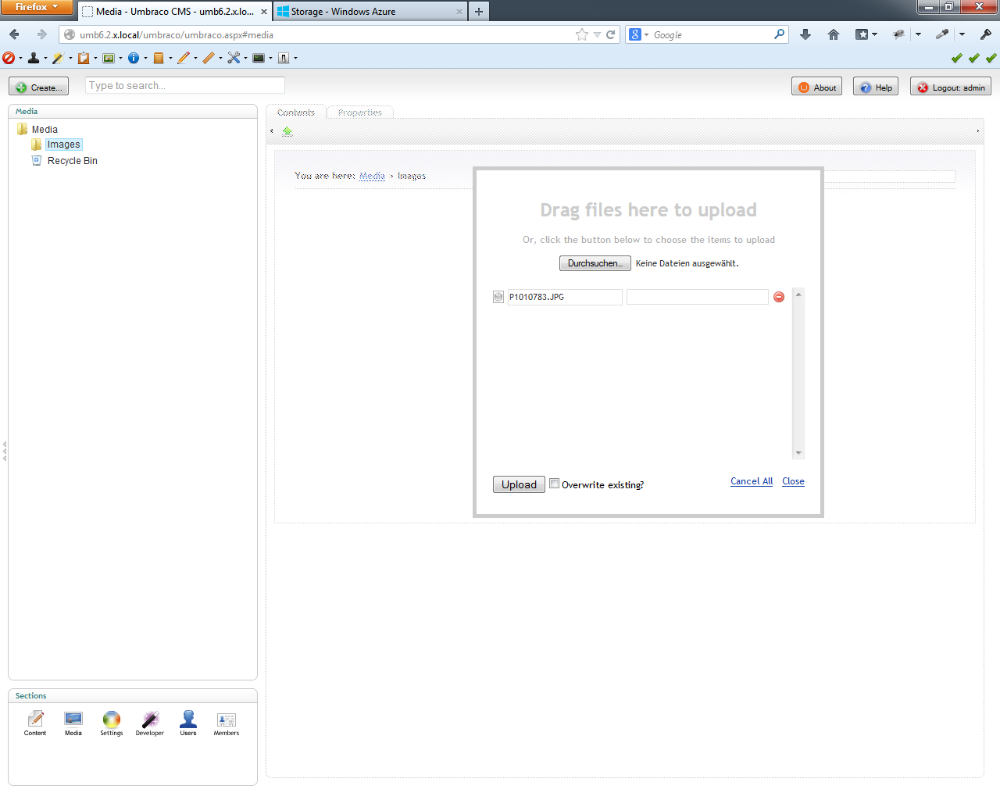 Firefox
Media - Umbraco CMS - umb6.2.x.lo...
Storage - Windows Azure
umb6.2.x.local/umbraco/umbraco.aspx#media
Google
Create...
Type to search...
About
Help
Logout: admin
Media
Contents
Properties
Media
Images
Recycle Bin
You are here: Media › Images
Drag files here to upload
Or, click the button below to choose the items to upload
Durchsuchen...
Keine Dateien ausgewählt.
P1010783.JPG
Upload
Overwrite existing?
Cancel All
Close
Sections
Content
Media
Settings
Developer
Users
Members